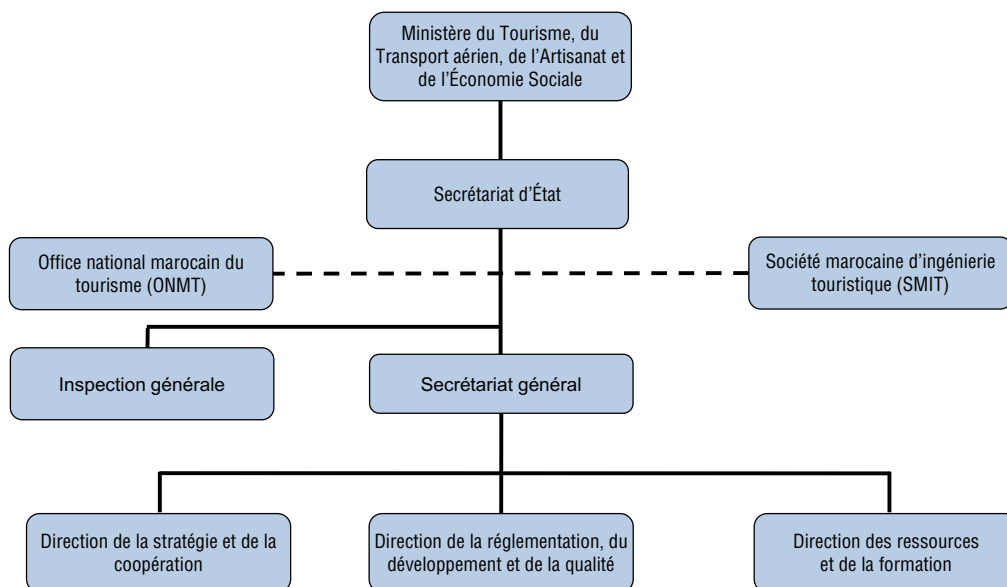 Ministère du Tourisme, du
Transport aérien, de l'Artisanat et
de l'Économie Sociale
Secrétariat d'État
Office national marocain du
tourisme (ONMT)
Société marocaine d'ingénierie
touristique (SMIT)
Inspection générale
Secrétariat général
Direction de la stratégie et de la
coopération
Direction de la réglementation, du
développement et de la qualité
Direction des ressources
et de la formation